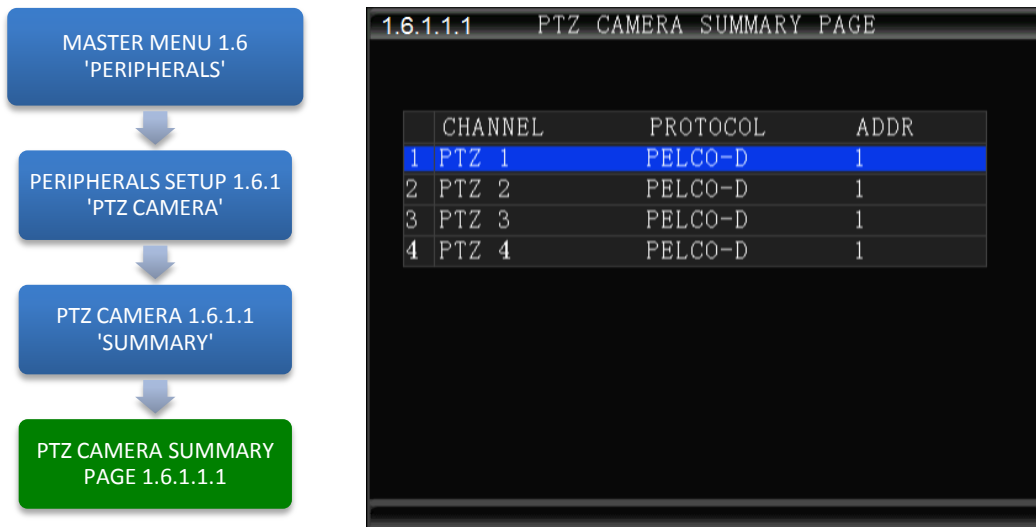 MASTER MENU 1.6
'PERIPHERALS'
PERIPHERALS SETUP 1.6.1
'PTZ CAMERA'
PTZ CAMERA 1.6.1.1
'SUMMARY'
PTZ CAMERA SUMMARY
PAGE 1.6.1.1.1
1.6.1.1.1 PTZ CAMERA SUMMARY PAGE
CHANNEL PROTOCOL ADDR
1 PTZ 1 PELCO-D 1
2 PTZ 2 PELCO-D 1
3 PTZ 3 PELCO-D 1
4 PTZ 4 PELCO-D 1